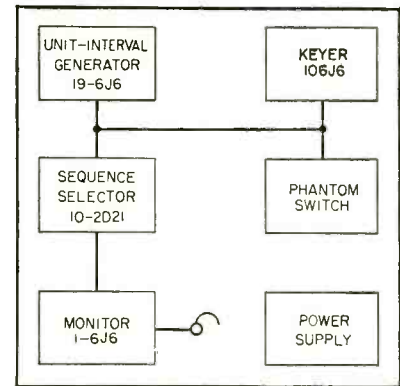 UNIT-INTERVAL
GENERATOR
19-6J6
KEYER
106J6
SEQUENCE
SELECTOR
10-2D21
PHANTOM
SWITCH
MONITOR
1-6J6
POWER
SUPPLY